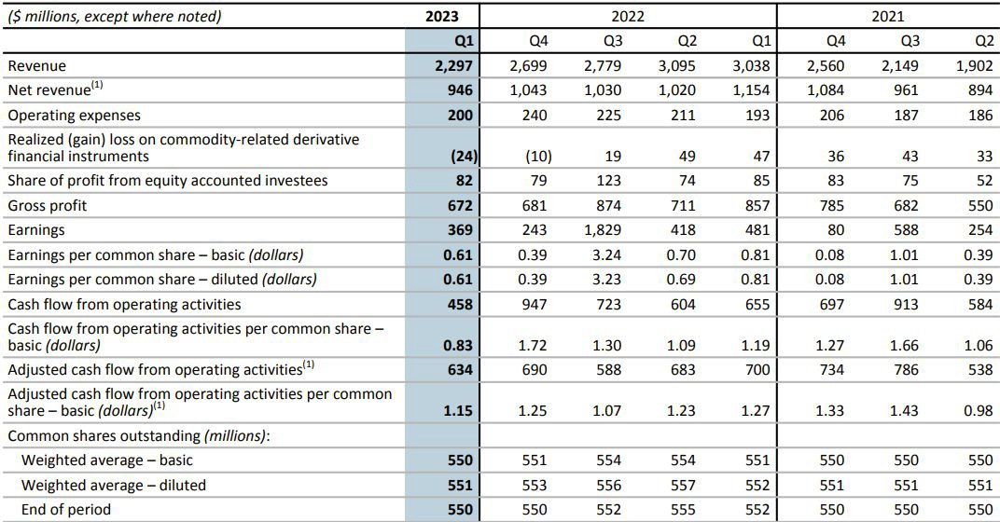 ($ millions, except where noted) 2023 2022 2021
Q1 Q4 Q3 Q2 Q1 Q4 Q3 Q2
Revenue 2,297 2,699 2,779 3,095 3,038 2,560 2,149 1,902
Net revenue(1) 946 1,043 1,030 1,020 1,154 1,084 961 894
Operating expenses 200 240 225 211 193 206 187 186
Realized (gain) loss on commodity-related derivative
financial instruments (24) (10) 19 49 47 36 43 33
Share of profit from equity accounted investees 82 79 123 74 85 83 75 52
Gross profit 672 681 874 711 857 785 682 550
Earnings 369 243 1,829 418 481 80 588 254
Earnings per common share – basic (dollars) 0.61 0.39 3.24 0.70 0.81 0.08 1.01 0.39
Earnings per common share – diluted (dollars) 0.61 0.39 3.23 0.69 0.81 0.08 1.01 0.39
Cash flow from operating activities 458 947 723 604 655 697 913 584
Cash flow from operating activities per common share –
basic (dollars) 0.83 1.72 1.30 1.09 1.19 1.27 1.66 1.06
Adjusted cash flow from operating activities(1) 634 690 588 683 700 734 786 538
Adjusted cash flow from operating activities per common
share – basic (dollars)(1) 1.15 1.25 1.07 1.23 1.27 1.33 1.43 0.98
Common shares outstanding (millions):
Weighted average – basic 550 551 554 554 551 550 550 550
Weighted average – diluted 551 553 556 557 552 551 551 551
End of period 550 550 552 555 552 550 550 550